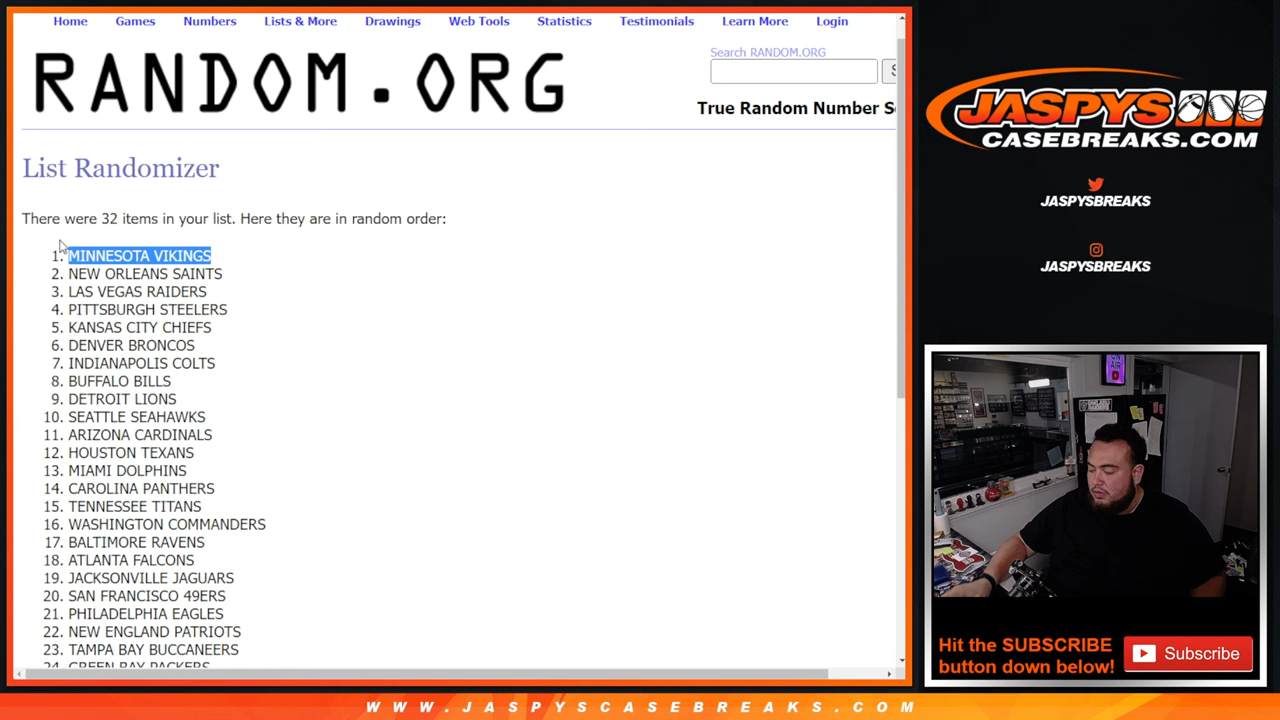 Home Games Numbers Lists & More Drawings Web Tools Statistics Testimonials Learn More Login
RANDOM.ORG
Search RANDOM.ORG
S
True Random Number S
List Randomizer
There were 32 items in your list. Here they are in random order:
1. MINNESOTA VIKINGS
2. NEW ORLEANS SAINTS
3. LAS VEGAS RAIDERS
4. PITTSBURGH STEELERS
5. KANSAS CITY CHIEFS
6. DENVER BRONCOS
7. INDIANAPOLIS COLTS
8. BUFFALO BILLS
9. DETROIT LIONS
10. SEATTLE SEAHAWKS
11. ARIZONA CARDINALS
12. HOUSTON TEXANS
13. MIAMI DOLPHINS
14. CAROLINA PANTHERS
15. TENNESSEE TITANS
16. WASHINGTON COMMANDERS
17. BALTIMORE RAVENS
18. ATLANTA FALCONS
19. JACKSONVILLE JAGUARS
20. SAN FRANCISCO 49ERS
21. PHILADELPHIA EAGLES
22. NEW ENGLAND PATRIOTS
23. TAMPA BAY BUCCANEERS
24. GREEN BAY PACKERS
JASPYS
CASEBREAKS.COM
JASPYSBREAKS
JASPYSBREAKS
ON AIR
Hit the SUBSCRIBE
button down below!
Subscribe
WWW.JASPYSCASEBREAKS.COM